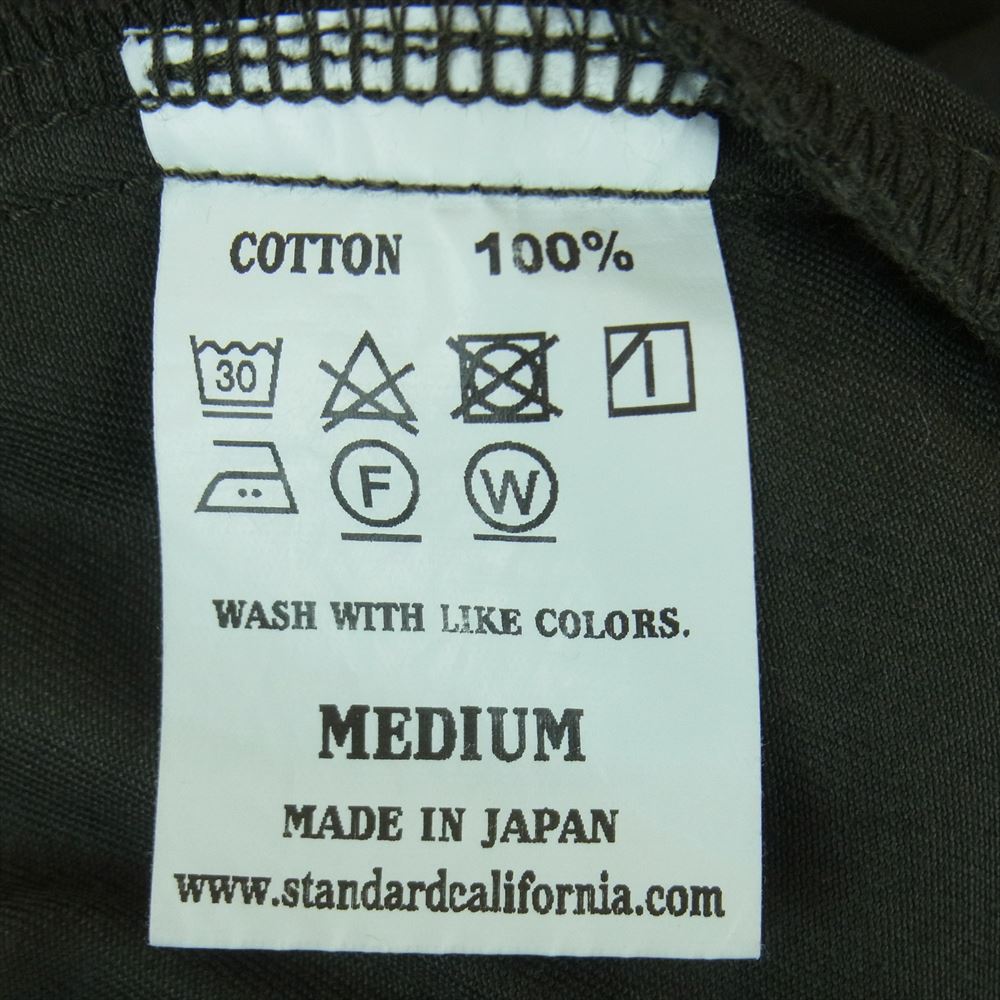 COTTON 100%
30
F W
WASH WITH LIKE COLORS.
MEDIUM
MADE IN JAPAN
www.standardcalifornia.com